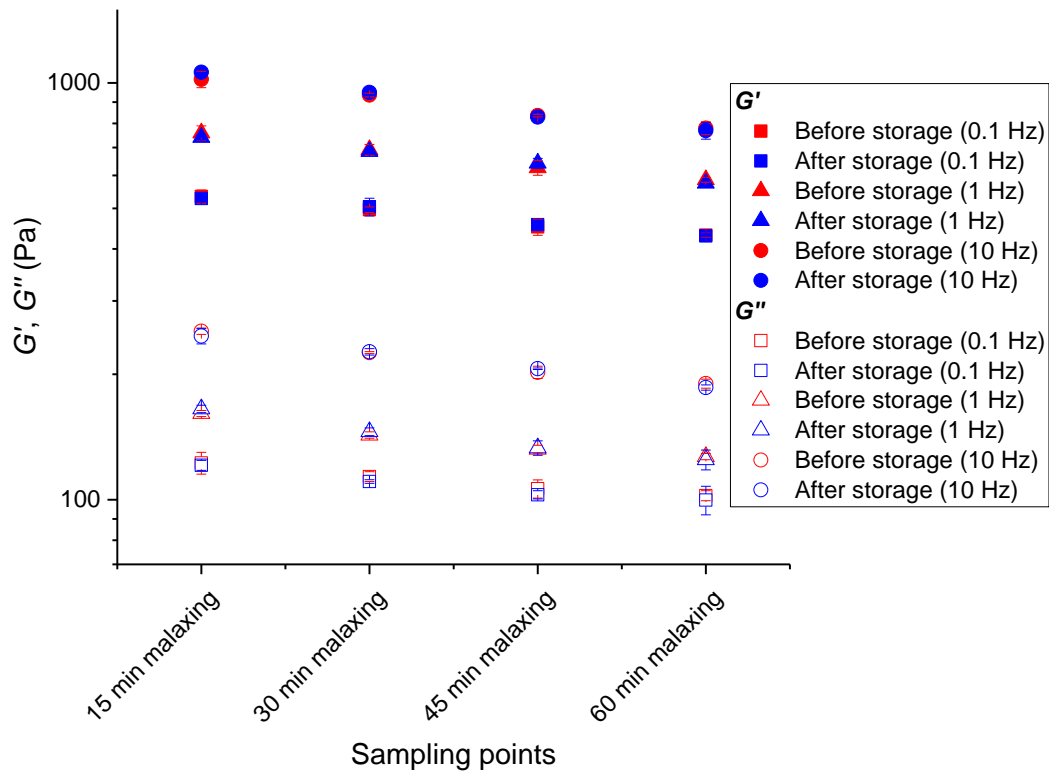 1000
100
G', G'' (Pa)
15 min malaxing
30 min malaxing
45 min malaxing
60 min malaxing
Sampling points
G'
Before storage (0.1 Hz)
After storage (0.1 Hz)
Before storage (1 Hz)
After storage (1 Hz)
Before storage (10 Hz)
After storage (10 Hz)
G''
Before storage (0.1 Hz)
After storage (0.1 Hz)
Before storage (1 Hz)
After storage (1 Hz)
Before storage (10 Hz)
After storage (10 Hz)